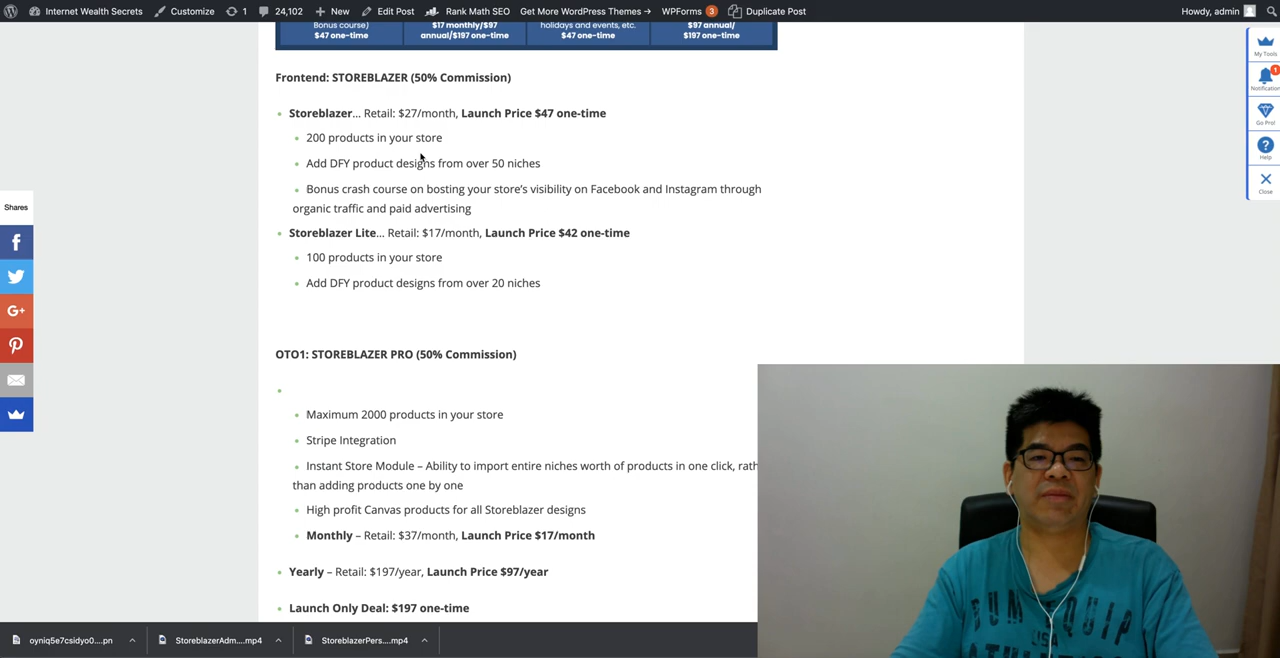 Internet Wealth Secrets
Customize
1
24,102
New
Edit Post
Rank Math SEO
Get More WordPress Themes →
WPForms 3
Duplicate Post
Howdy, admin
Bonus course)
$47 one-time
$17 monthly/$97
annual/$197 one-time
holidays and events, etc.
$47 one-time
$97 annual/
$197 one-time
My Tools
1
Notification
Go Pro!
Help
Close
Shares
Frontend: STOREBLAZER (50% Commission)
Storeblazer... Retail: $27/month, Launch Price $47 one-time
200 products in your store
Add DFY product designs from over 50 niches
Bonus crash course on bosting your store's visibility on Facebook and Instagram through
organic traffic and paid advertising
Storeblazer Lite... Retail: $17/month, Launch Price $42 one-time
100 products in your store
Add DFY product designs from over 20 niches
OTO1: STOREBLAZER PRO (50% Commission)
Maximum 2000 products in your store
Stripe Integration
Instant Store Module – Ability to import entire niches worth of products in one click, rath
than adding products one by one
High profit Canvas products for all Storeblazer designs
Monthly – Retail: $37/month, Launch Price $17/month
Yearly – Retail: $197/year, Launch Price $97/year
Launch Only Deal: $197 one-time
oyniq5e7csidyo0....pn
StoreblazerAdm....mp4
StoreblazerPers....mp4
BUM EQUIP
USA